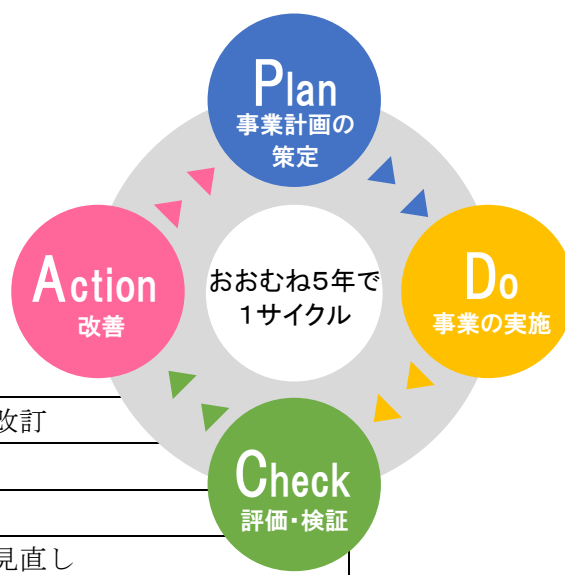 Plan
事業計画の
策定
Action
改善
おおむね5年で
1サイクル
Do
事業の実施
改訂
Check
評価・検証
見直し